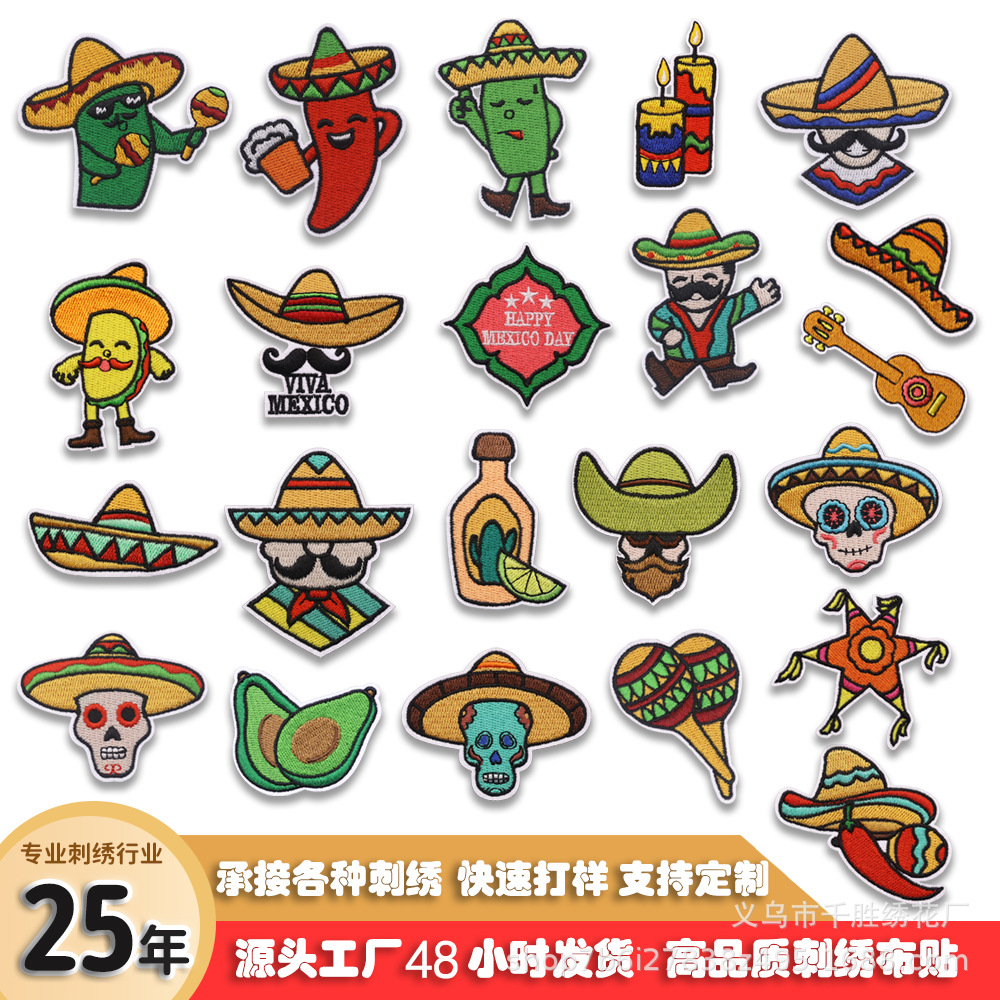 VIVA
MEXICO
HAPPY
MEXICO DAY
专业刺绣行业
25年
承接各种刺绣 快速打样 支持定制
义乌市千胜绣花厂
源头工厂48小时发货 高品质刺绣布贴